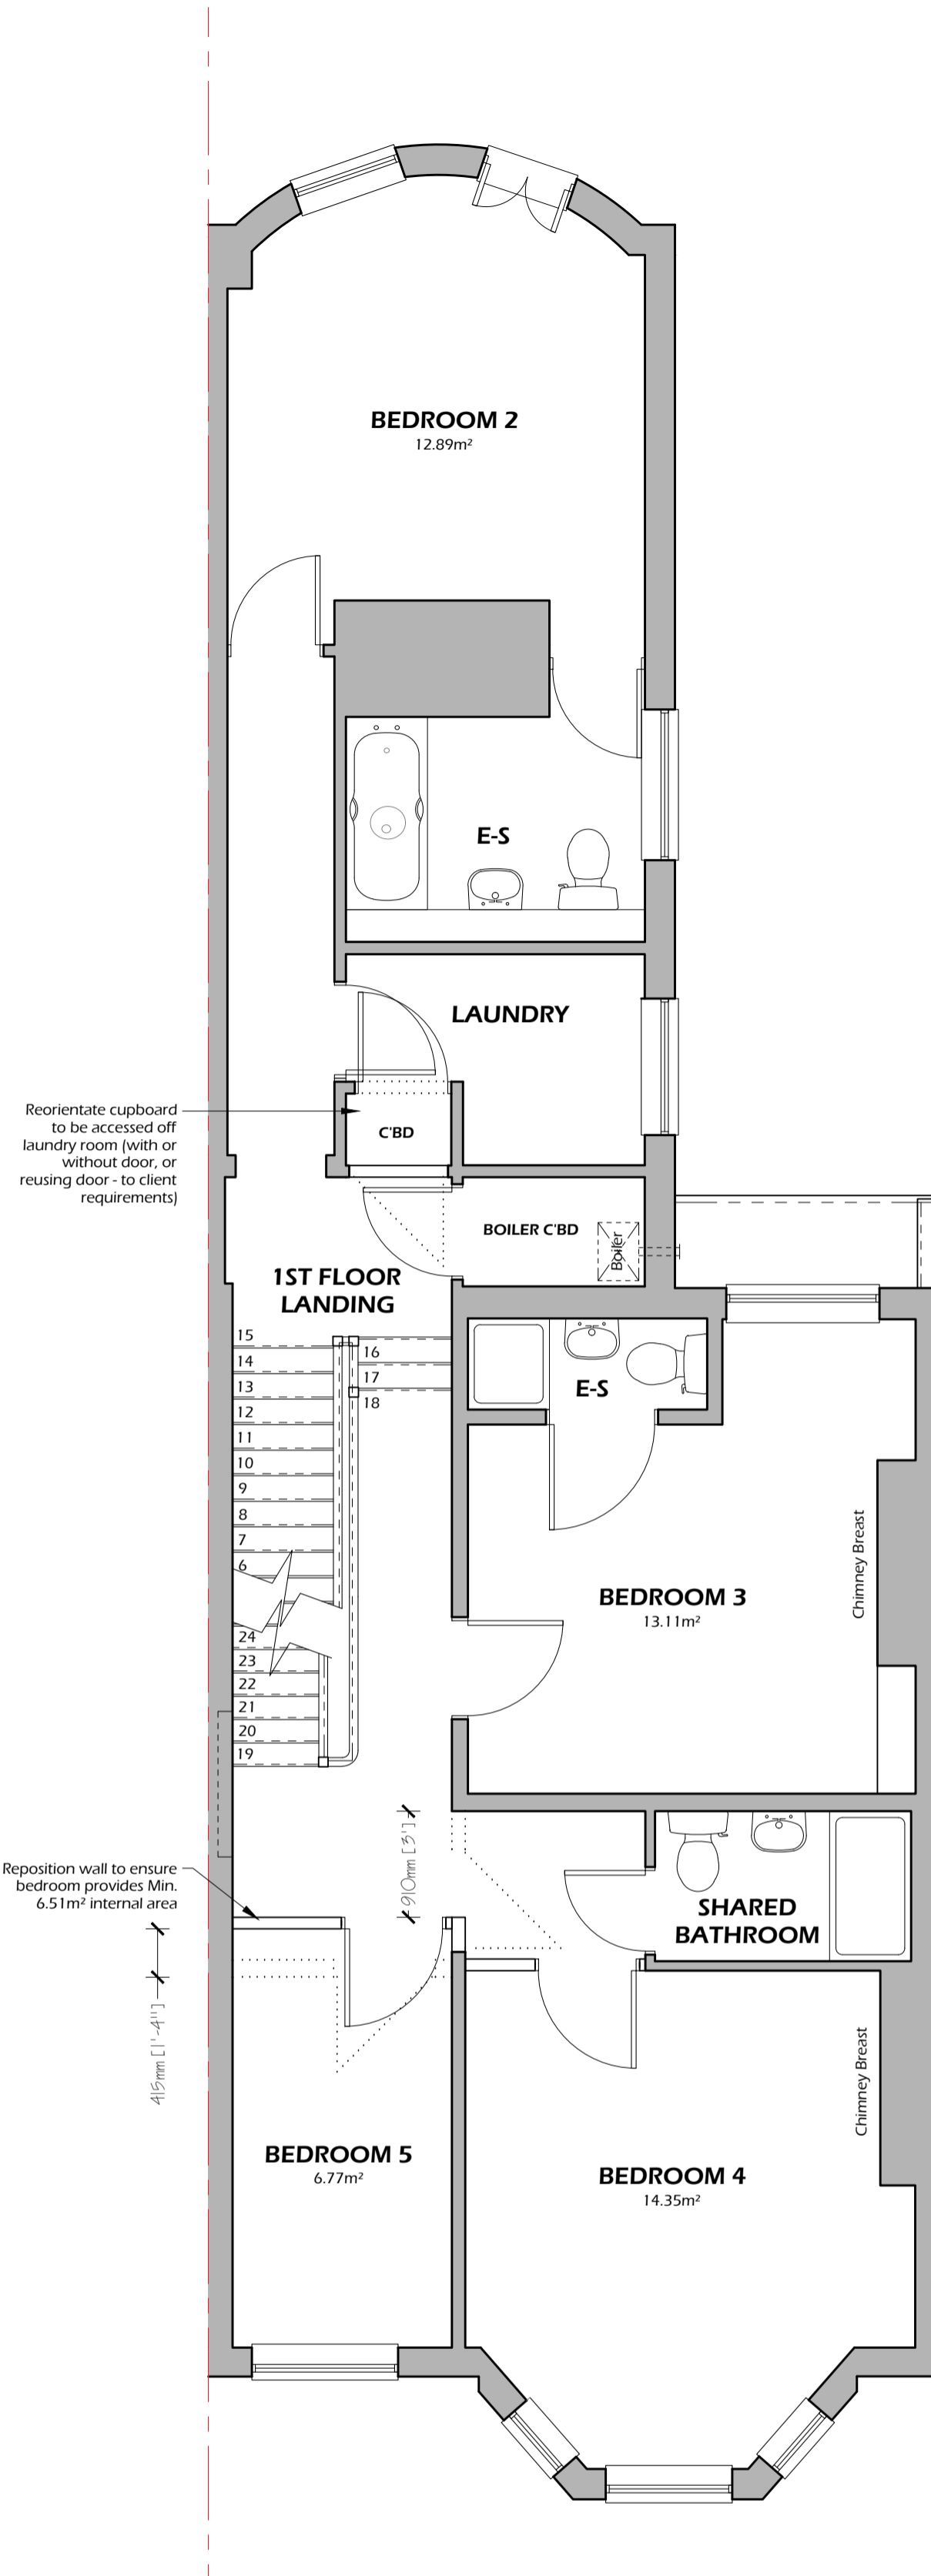 BEDROOM 2
12.89m²
E-S
LAUNDRY
Reorientate cupboard
to be accessed off
laundry room (with or
without door, or
reusing door - to client
requirements)
C'BD
BOILER C'BD
Boiler
1ST FLOOR
LANDING
15
14
13
12
11
10
9
8
7
6
16
17
18
E-S
24
23
22
21
20
19
BEDROOM 3
13.11m²
Chimney Breast
910mm [3']
Reposition wall to ensure
bedroom provides Min.
6.51m² internal area
415mm [1'-4"]
SHARED
BATHROOM
BEDROOM 5
6.77m²
BEDROOM 4
14.35m²
Chimney Breast